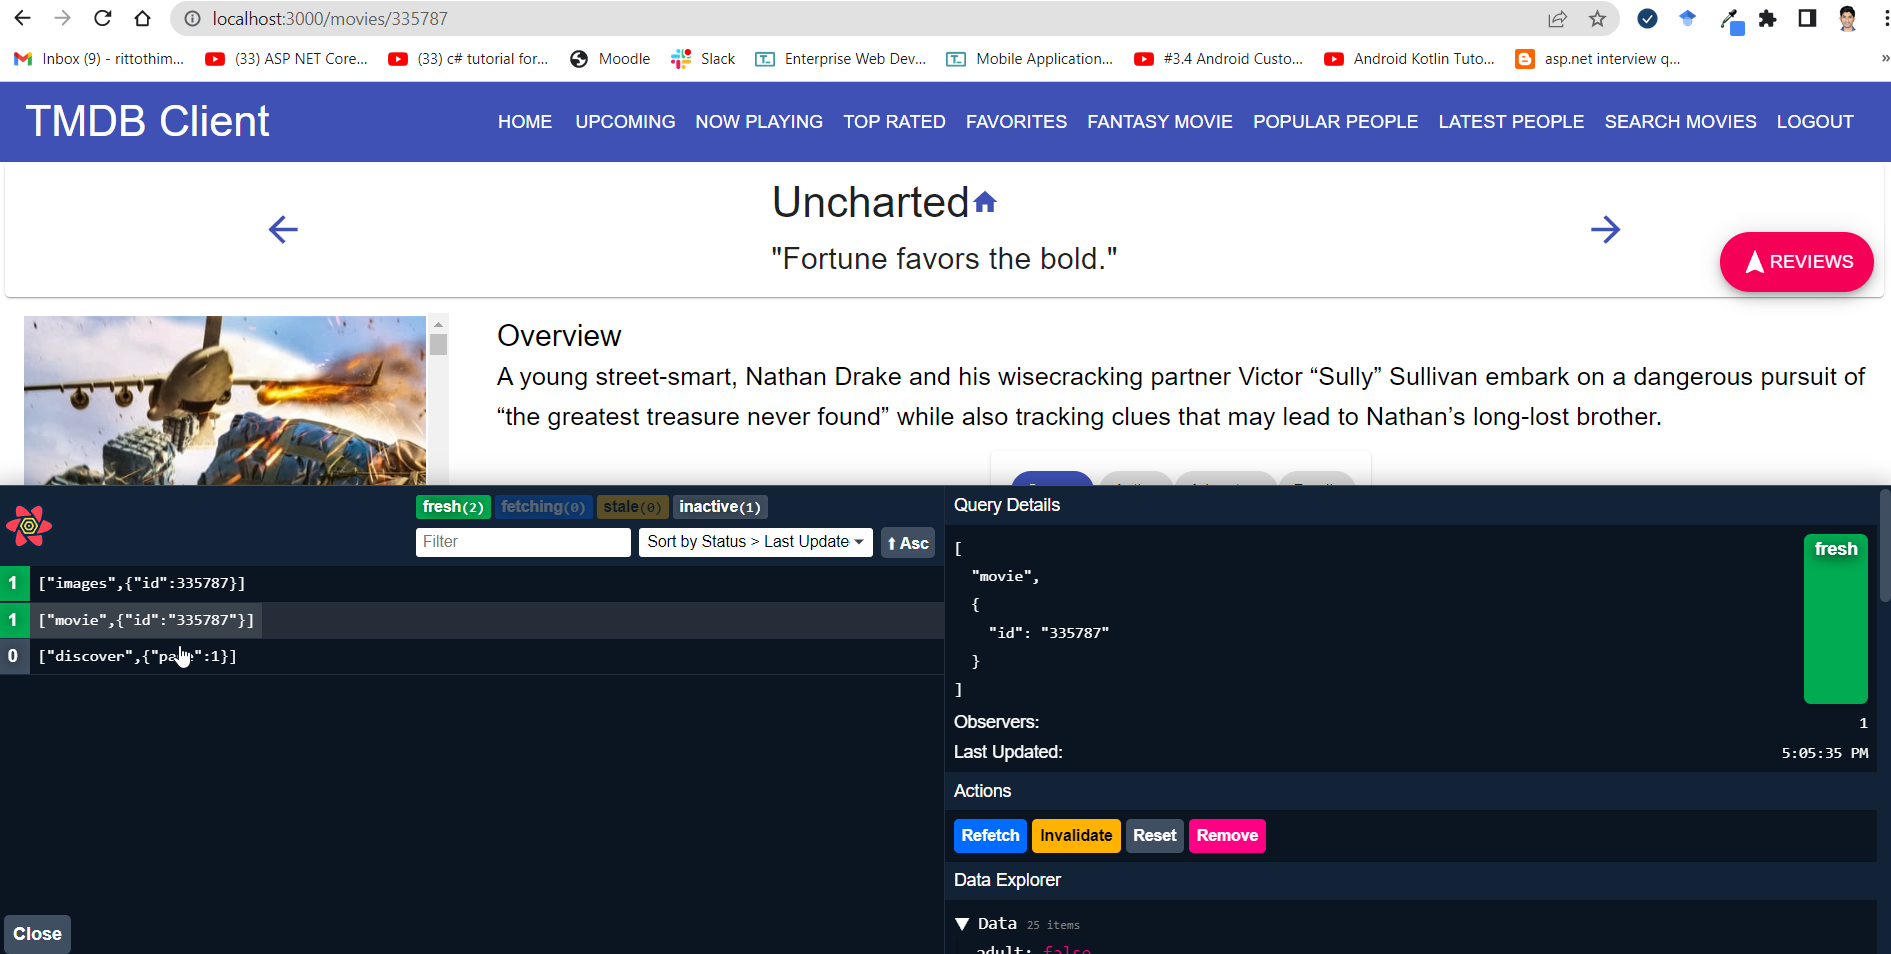 localhost:3000/movies/335787
Inbox (9) - rittothim... (33) ASP NET Core... (33) c# tutorial for... Moodle Slack Enterprise Web Dev... Mobile Application... #3.4 Android Custo... Android Kotlin Tuto... asp.net interview q... »
TMDB Client HOME UPCOMING NOW PLAYING TOP RATED FAVORITES FANTASY MOVIE POPULAR PEOPLE LATEST PEOPLE SEARCH MOVIES LOGOUT
Uncharted
"Fortune favors the bold."
REVIEWS
Overview
A young street-smart, Nathan Drake and his wisecracking partner Victor “Sully” Sullivan embark on a dangerous pursuit of
“the greatest treasure never found” while also tracking clues that may lead to Nathan’s long-lost brother.
fresh(2) fetching(0) stale(0) inactive(1)
Filter Sort by Status > Last Update Asc
1 ["images",{"id":335787}]
1 ["movie",{"id":"335787"}]
0 ["discover",{"page":1}]
Close
Query Details
[
"movie",
{
"id": "335787"
}
]
fresh
Observers: 1
Last Updated: 5:05:35 PM
Actions
Refetch Invalidate Reset Remove
Data Explorer
Data 25 items
adult: false